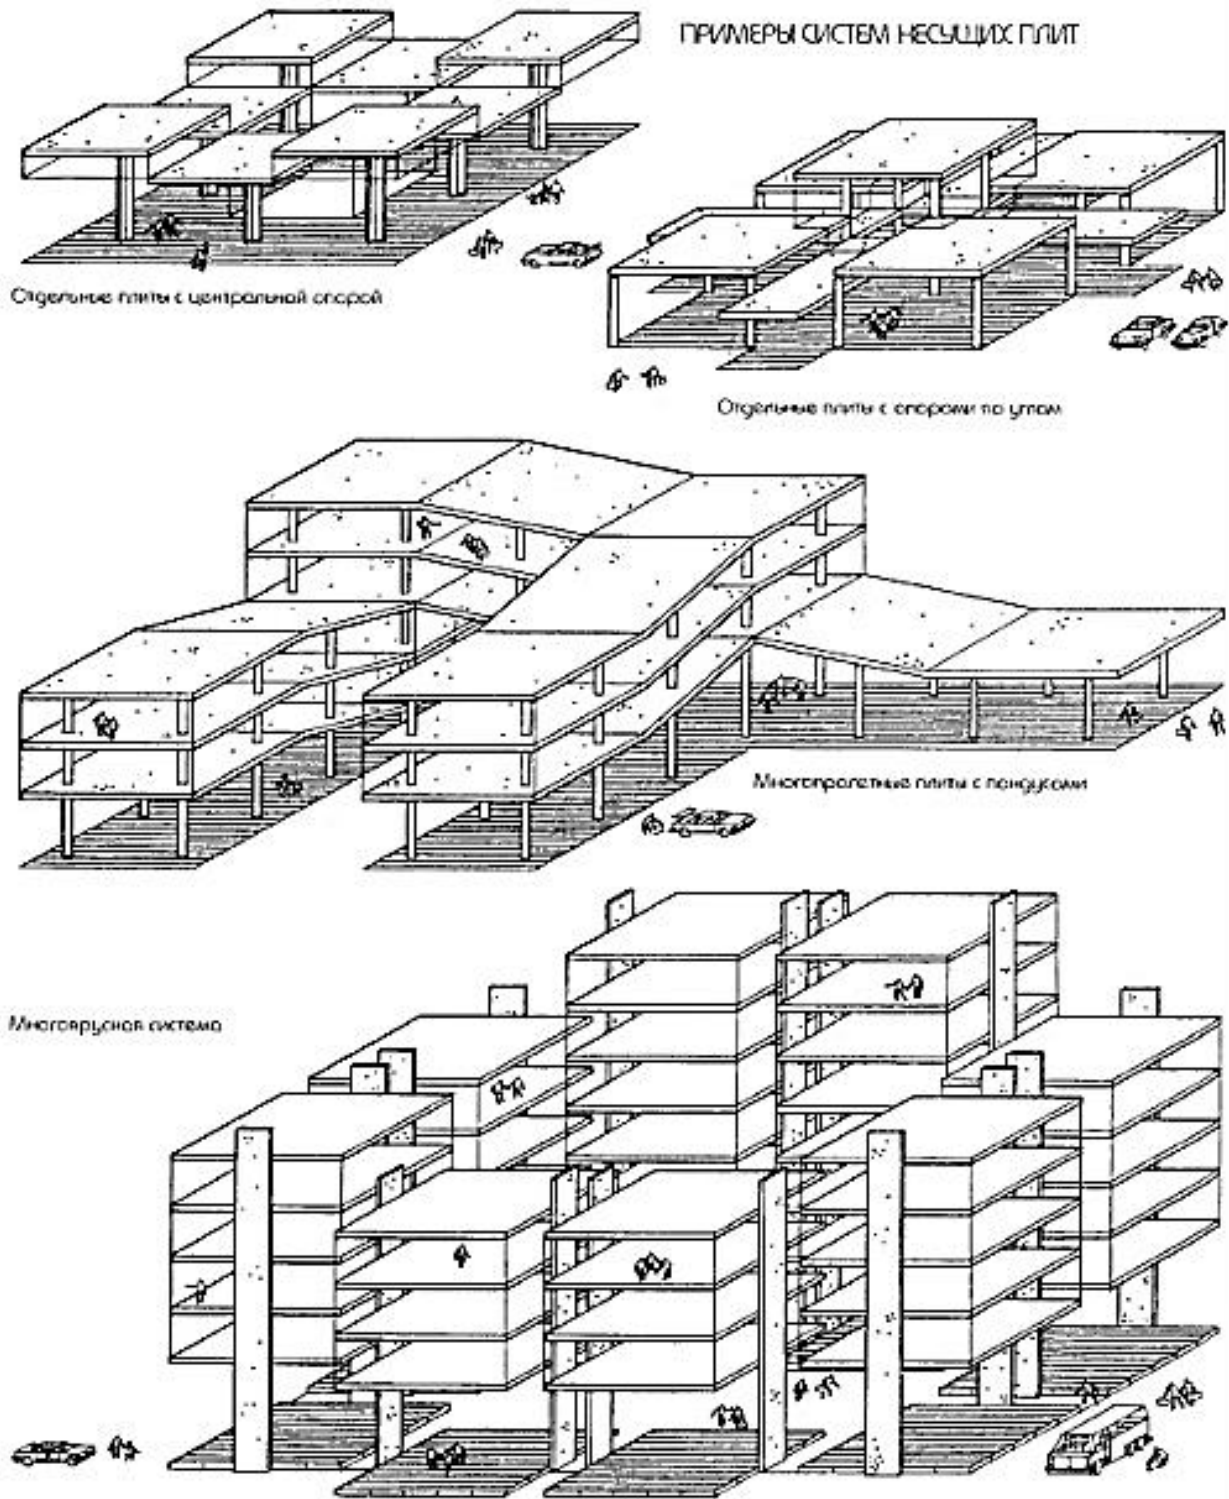 ПРИМЕРЫ СИСТЕМ НЕСУЩИХ ПЛИТ
Отдельные плиты с центральной опорой
Отдельные плиты с опорами по углам
Многопролетные плиты с пандусами
Многоярусная система